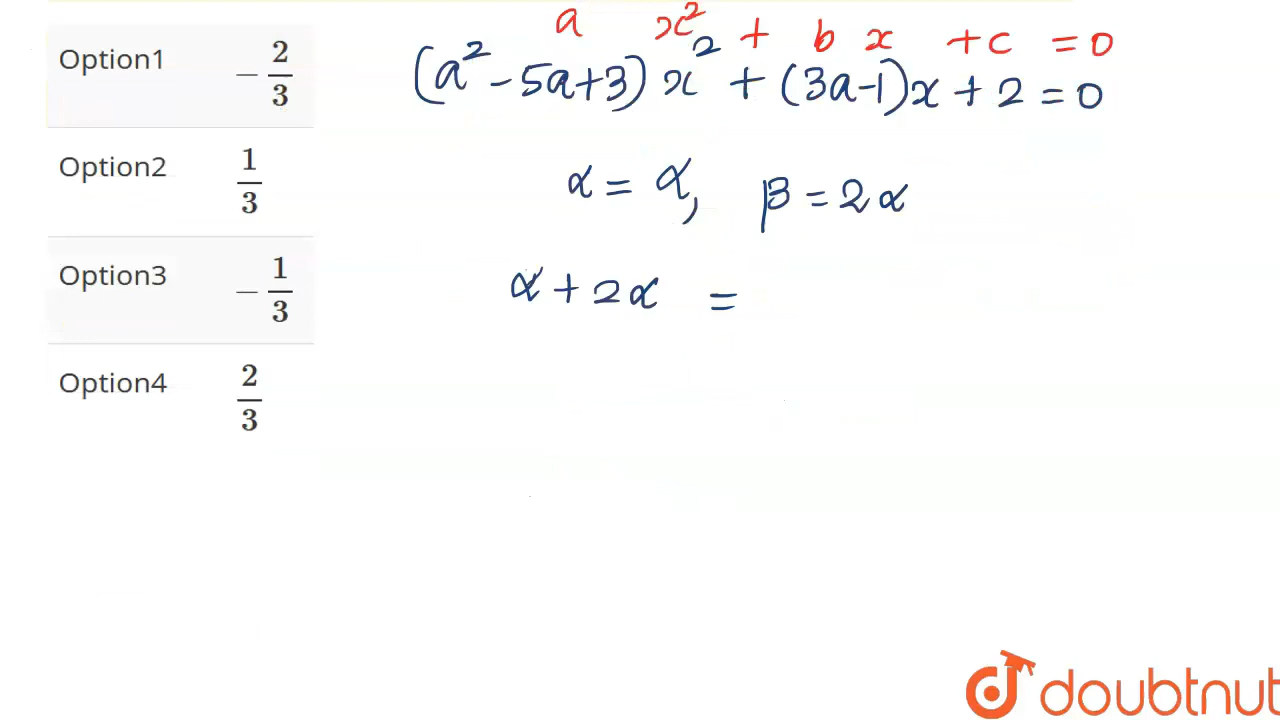 a x² + b x + c = 0
(a² - 5a + 3) x² + (3a - 1)x + 2 = 0
α = α, β = 2α
α + 2α =
Option1 -2/3
Option2 1/3
Option3 -1/3
Option4 2/3
doubtnut